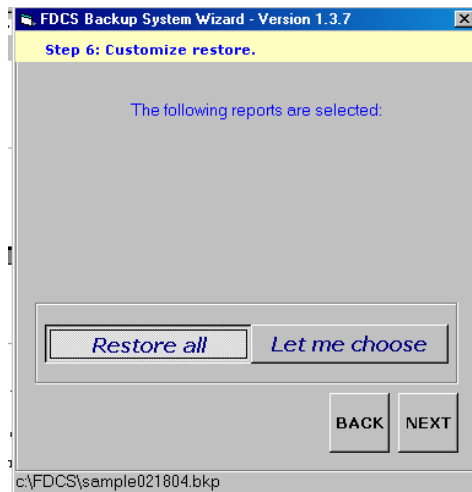 FDCS Backup System Wizard - Version 1.3.7
Step 6: Customize restore.
The following reports are selected:
Restore all Let me choose
BACK NEXT
c:\FDCS\sample021804.bkp